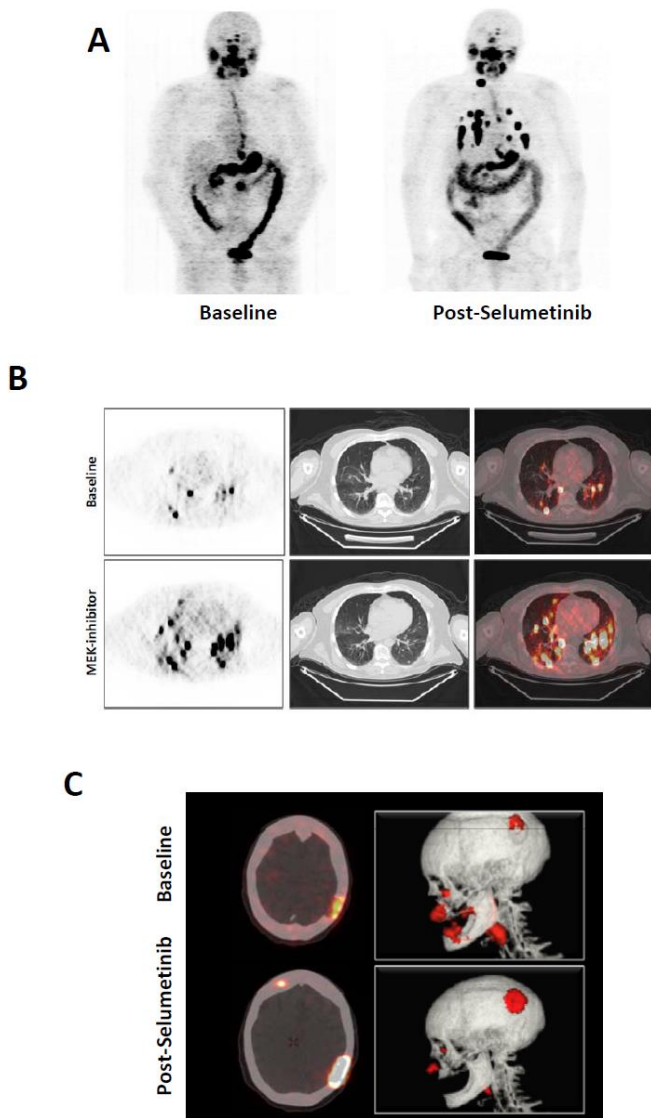 A
Baseline
Post-Selumetinib
B
Baseline
MEK-inhibitor
C
Baseline
Post-Selumetinib